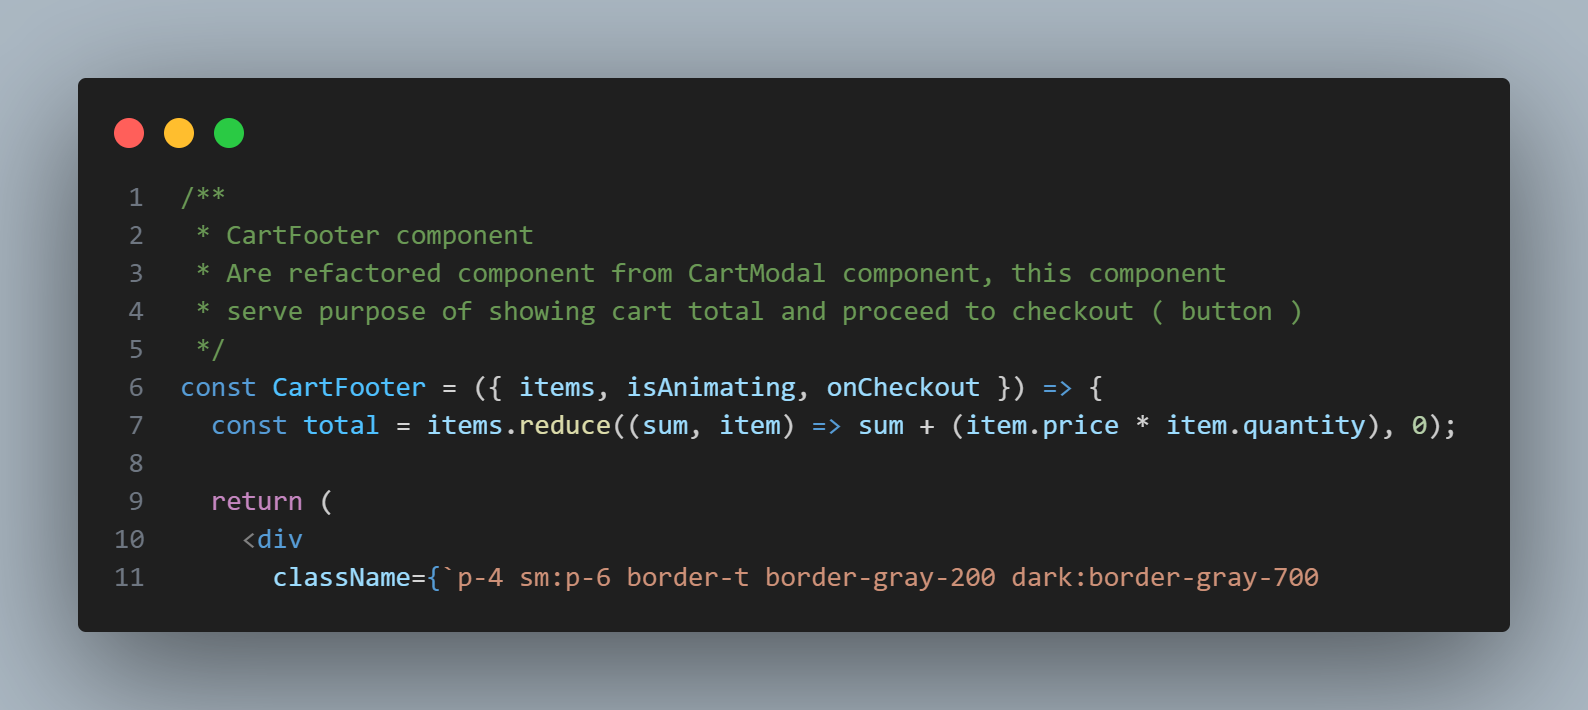 1 /**
2  * CartFooter component
3  * Are refactored component from CartModal component, this component
4  * serve purpose of showing cart total and proceed to checkout ( button )
5  */
6 const CartFooter = ({ items, isAnimating, onCheckout }) => {
7   const total = items.reduce((sum, item) => sum + (item.price * item.quantity), 0);
8
9   return (
10     <div
11       className={`p-4 sm:p-6 border-t border-gray-200 dark:border-gray-700